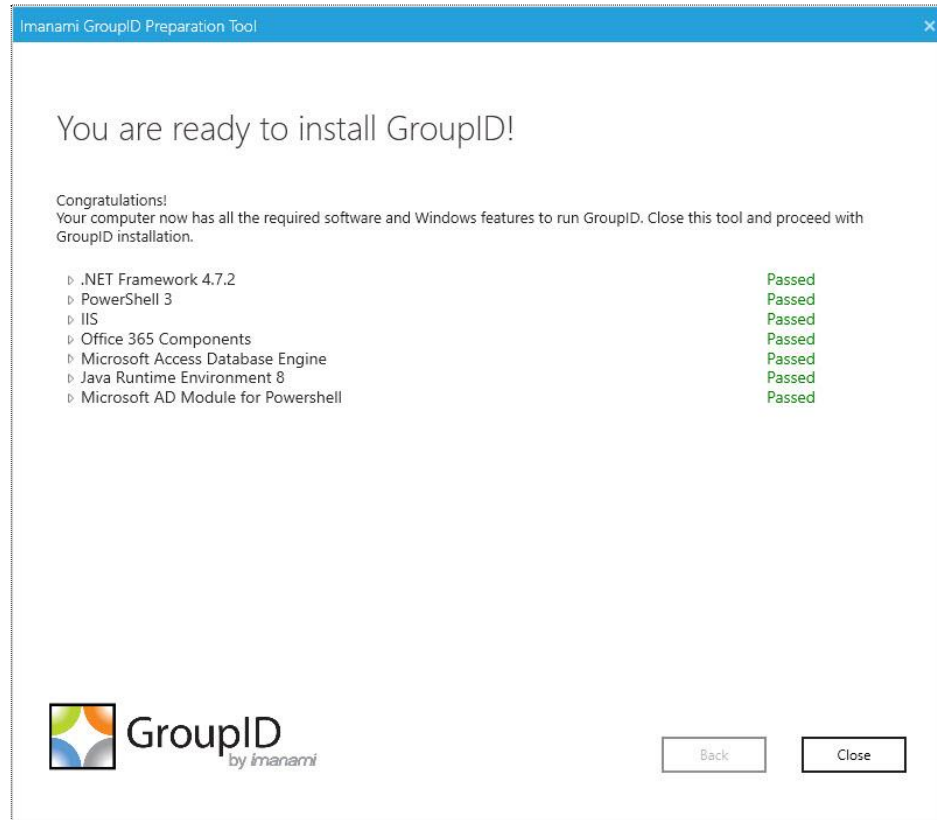 Imanami GroupID Preparation Tool
You are ready to install GroupID!
Congratulations!
Your computer now has all the required software and Windows features to run GroupID. Close this tool and proceed with
GroupID installation.
.NET Framework 4.7.2 Passed
PowerShell 3 Passed
IIS Passed
Office 365 Components Passed
Microsoft Access Database Engine Passed
Java Runtime Environment 8 Passed
Microsoft AD Module for Powershell Passed
GroupID
by imanami
Back Close